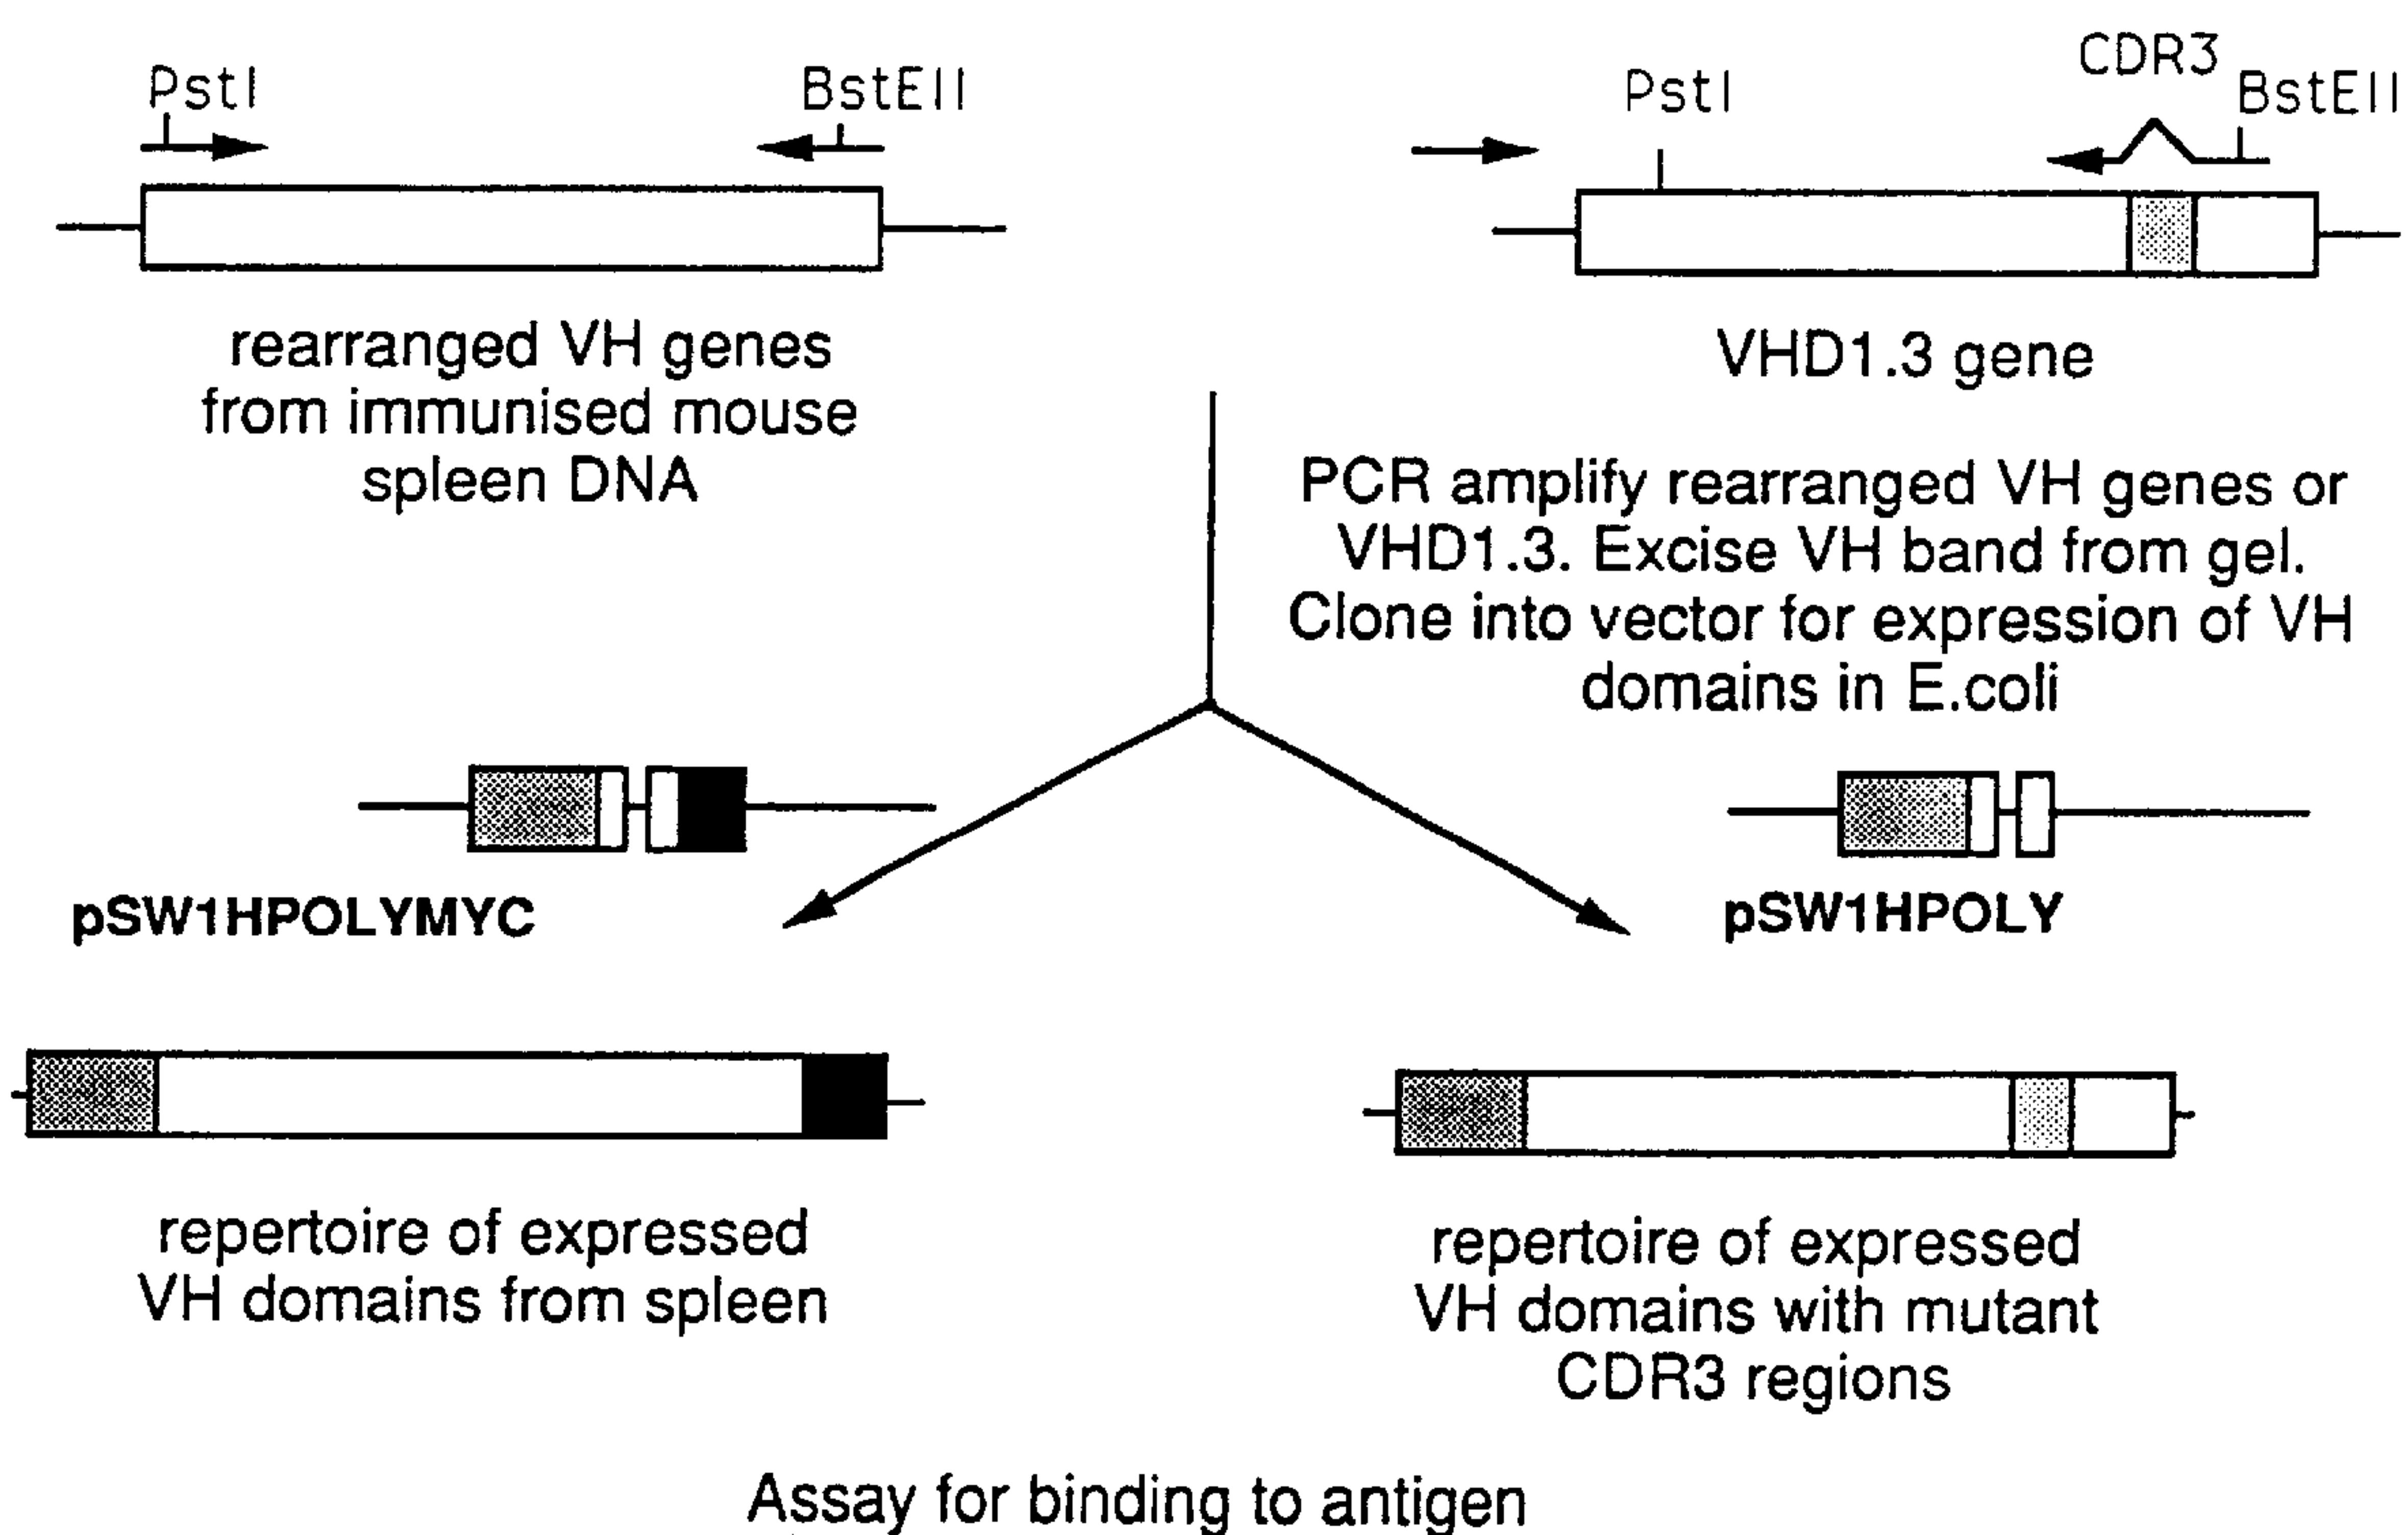 PstI
BstEII
rearranged VH genes
from immunised mouse
spleen DNA
PstI
CDR3
BstEII
VHD1.3 gene
PCR amplify rearranged VH genes or
VHD1.3. Excise VH band from gel.
Clone into vector for expression of VH
domains in E.coli
pSW1HPOLYMYC
pSW1HPOLY
repertoire of expressed
VH domains from spleen
repertoire of expressed
VH domains with mutant
CDR3 regions
Assay for binding to antigen